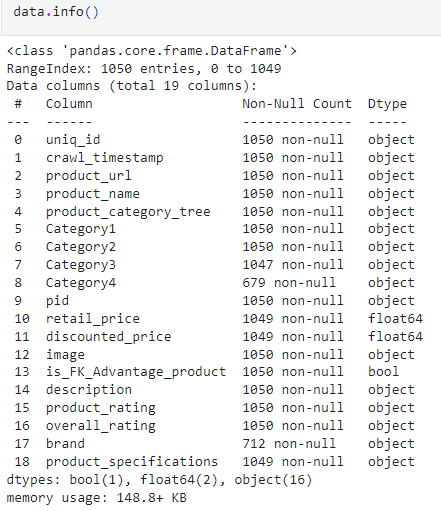 data.info()
<class 'pandas.core.frame.DataFrame'>
RangeIndex: 1050 entries, 0 to 1049
Data columns (total 19 columns):
 #   Column                   Non-Null Count  Dtype
---  ------                   --------------  -----
 0   uniq_id                  1050 non-null   object
 1   crawl_timestamp          1050 non-null   object
 2   product_url              1050 non-null   object
 3   product_name             1050 non-null   object
 4   product_category_tree    1050 non-null   object
 5   Category1                1050 non-null   object
 6   Category2                1050 non-null   object
 7   Category3                1047 non-null   object
 8   Category4                679 non-null    object
 9   pid                      1050 non-null   object
 10  retail_price             1049 non-null   float64
 11  discounted_price         1049 non-null   float64
 12  image                    1050 non-null   object
 13  is_FK_Advantage_product  1050 non-null   bool
 14  description              1050 non-null   object
 15  product_rating           1050 non-null   object
 16  overall_rating           1050 non-null   object
 17  brand                    712 non-null    object
 18  product_specifications   1049 non-null   object
dtypes: bool(1), float64(2), object(16)
memory usage: 148.8+ KB